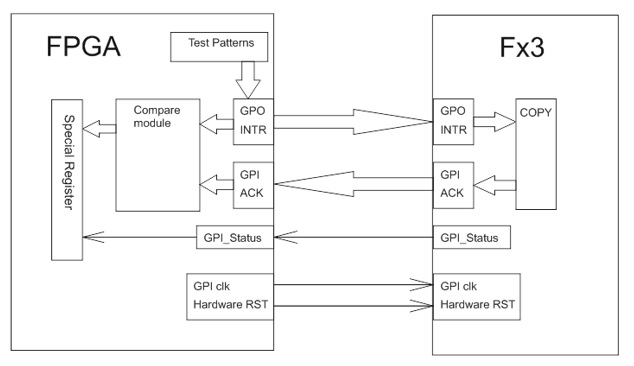 FPGA
Test Patterns
Fx3
Special Register
Compare
module
GPO
INTR
GPO
INTR
COPY
GPI
ACK
GPI
ACK
GPI_Status
GPI_Status
GPI clk
Hardware RST
GPI clk
Hardware RST